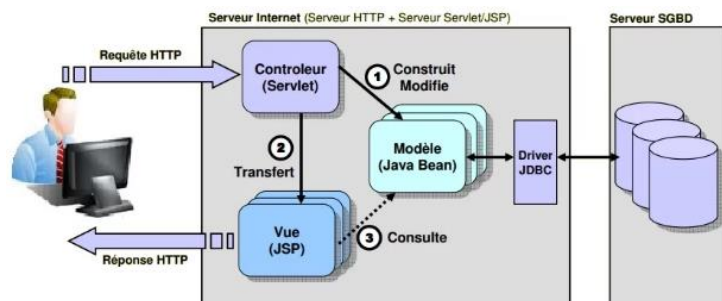 Serveur Internet (Serveur HTTP + Serveur Servlet/JSP)
Serveur SGBD
Requête HTTP
Controleur
(Servlet)
1 Construit
Modifie
2
Transfert
Modèle
(Java Bean)
Driver
JDBC
Vue
(JSP)
3 Consulte
Réponse HTTP